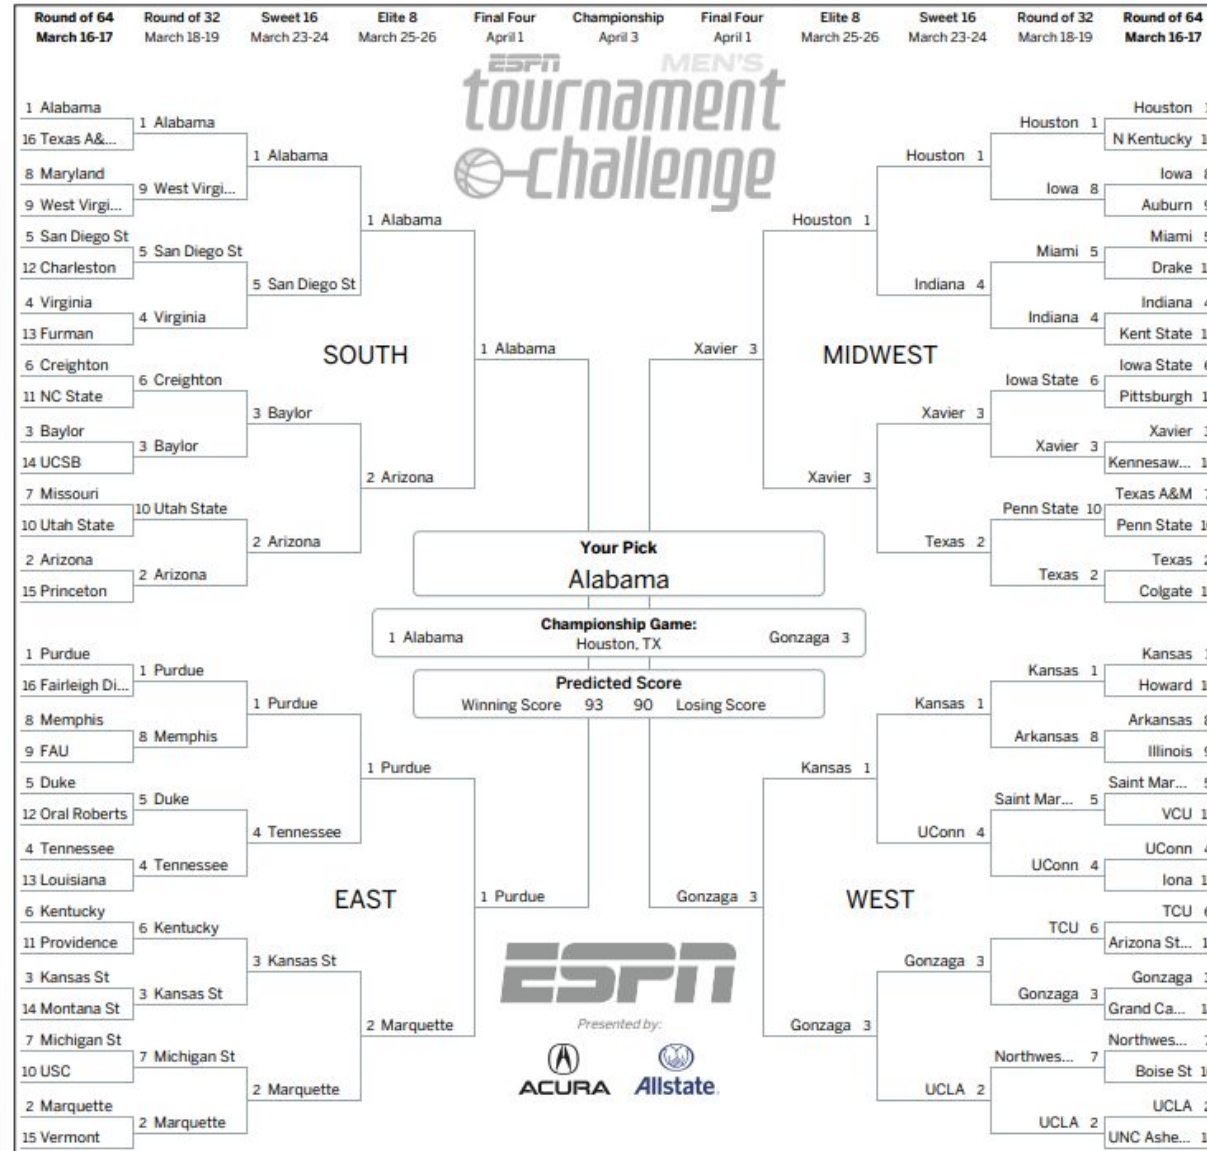 Round of 64 Round of 32 Sweet 16 Elite 8 Final Four Championship Final Four Elite 8 Sweet 16 Round of 32 Round of 64
March 16-17 March 18-19 March 23-24 March 25-26 April 1 April 3 April 1 March 25-26 March 23-24 March 18-19 March 16-17
ESPN MEN'S
tournament
challenge
SOUTH
1 Alabama
16 Texas A&...
8 Maryland
9 West Virgi...
5 San Diego St
12 Charleston
4 Virginia
13 Furman
6 Creighton
11 NC State
3 Baylor
14 UCSB
7 Missouri
10 Utah State
2 Arizona
15 Princeton
1 Alabama
9 West Virgi...
5 San Diego St
4 Virginia
6 Creighton
3 Baylor
10 Utah State
2 Arizona
1 Alabama
5 San Diego St
3 Baylor
2 Arizona
1 Alabama
2 Arizona
1 Alabama
EAST
1 Purdue
16 Fairleigh Di...
8 Memphis
9 FAU
5 Duke
12 Oral Roberts
4 Tennessee
13 Louisiana
6 Kentucky
11 Providence
3 Kansas St
14 Montana St
7 Michigan St
10 USC
2 Marquette
15 Vermont
1 Purdue
8 Memphis
5 Duke
4 Tennessee
6 Kentucky
3 Kansas St
7 Michigan St
2 Marquette
1 Purdue
4 Tennessee
3 Kansas St
2 Marquette
1 Purdue
2 Marquette
1 Purdue
Your Pick
Alabama
Championship Game:
1 Alabama Houston, TX Gonzaga 3
Predicted Score
Winning Score 93 90 Losing Score
MIDWEST
Xavier 3
Houston 1
Xavier 3
Houston 1
Indiana 4
Xavier 3
Texas 2
Houston 1
Iowa 8
Miami 5
Indiana 4
Iowa State 6
Xavier 3
Penn State 10
Texas 2
Houston
N Kentucky
Iowa
Auburn
Miami
Drake
Indiana
Kent State
Iowa State
Pittsburgh
Xavier
Kennesaw...
Texas A&M
Penn State
Texas
Colgate
WEST
Gonzaga 3
Kansas 1
Gonzaga 3
Kansas 1
UConn 4
Gonzaga 3
UCLA 2
Kansas 1
Arkansas 8
Saint Mar... 5
UConn 4
TCU 6
Gonzaga 3
Northwes... 7
UCLA 2
Kansas
Howard
Arkansas
Illinois
Saint Mar...
VCU
UConn
Iona
TCU
Arizona St...
Gonzaga
Grand Ca...
Northwes...
Boise St
UCLA
UNC Ashe...
ESPN
Presented by:
ACURA Allstate.